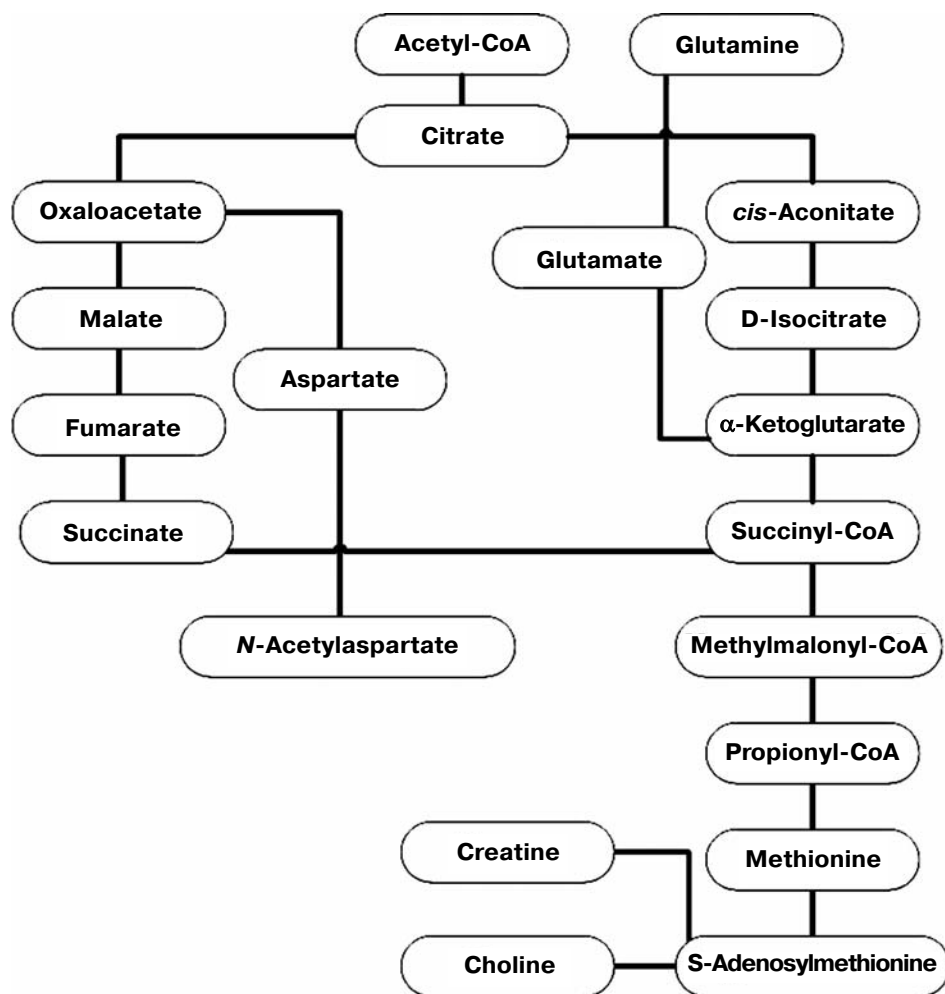 Acetyl-CoA
Glutamine
Citrate
Oxaloacetate
cis-Aconitate
Glutamate
Malate
D-Isocitrate
Aspartate
Fumarate
α-Ketoglutarate
Succinate
Succinyl-CoA
N-Acetylaspartate
Methylmalonyl-CoA
Propionyl-CoA
Creatine
Methionine
Choline
S-Adenosylmethionine